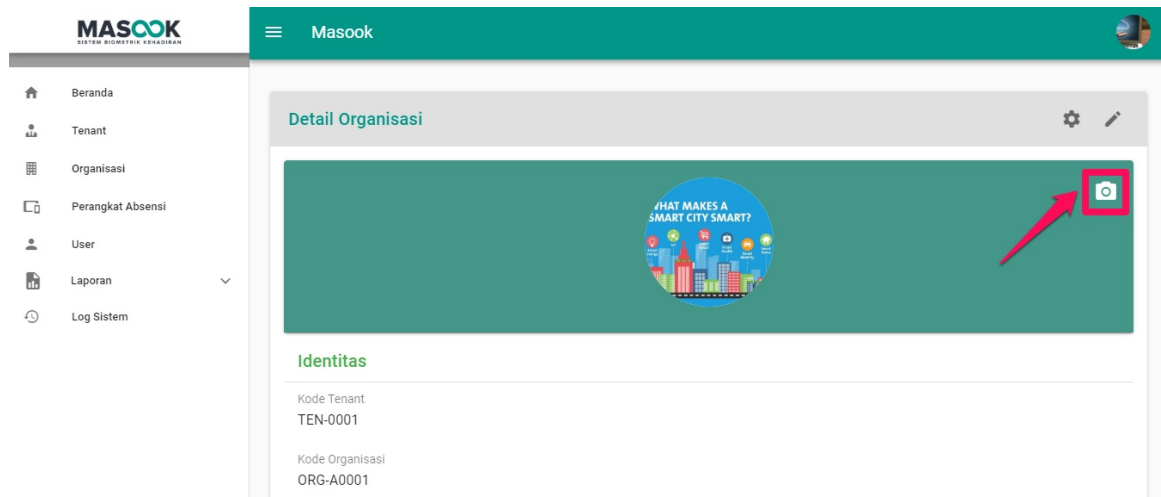 MASOOK
SISTEM BIOMETRIK KEHADIRAN
Masook
Beranda
Tenant
Organisasi
Perangkat Absensi
User
Laporan
Log Sistem
Detail Organisasi
WHAT MAKES A
SMART CITY SMART?
Identitas
Kode Tenant
TEN-0001
Kode Organisasi
ORG-A0001